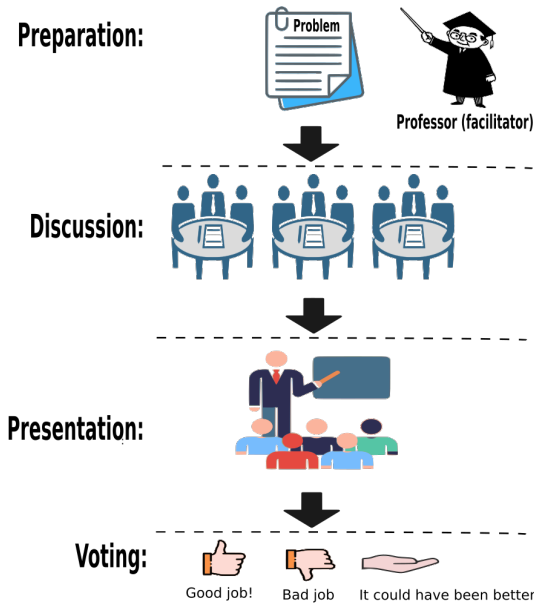 Preparation:
Problem
Professor (facilitator)
Discussion:
Presentation:
Voting:
Good job!
Bad job
It could have been better